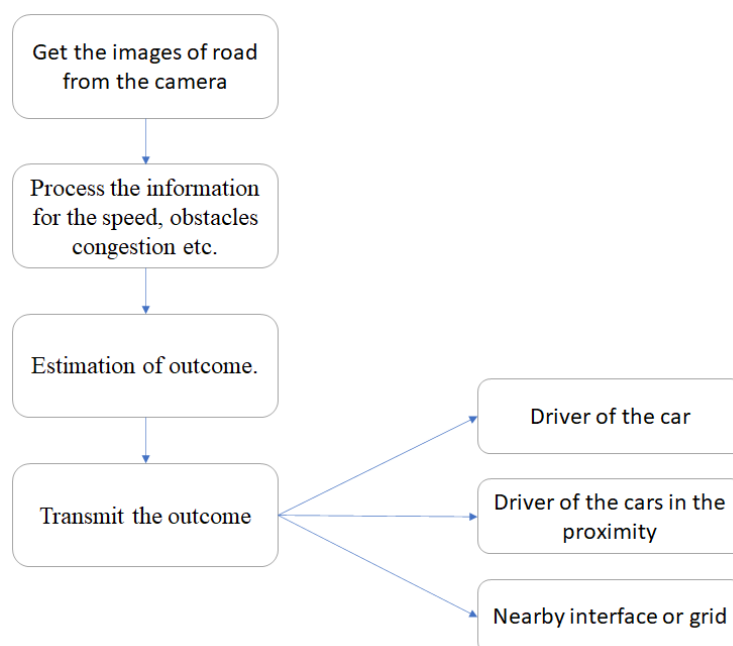 Get the images of road
from the camera
Process the information
for the speed, obstacles
congestion etc.
Estimation of outcome.
Transmit the outcome
Driver of the car
Driver of the cars in the
proximity
Nearby interface or grid